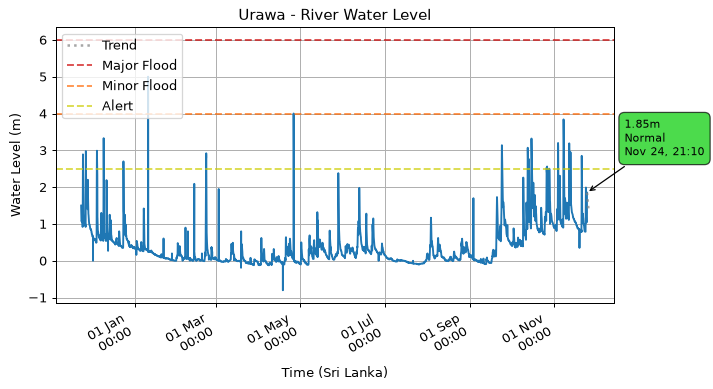 Urawa - River Water Level
Water Level (m)
6
5
4
3
2
1
0
−1
Trend
Major Flood
Minor Flood
Alert
1.85m
Normal
Nov 24, 21:10
01 Jan
00:00
01 Mar
00:00
01 May
00:00
01 Jul
00:00
01 Sep
00:00
01 Nov
00:00
Time (Sri Lanka)